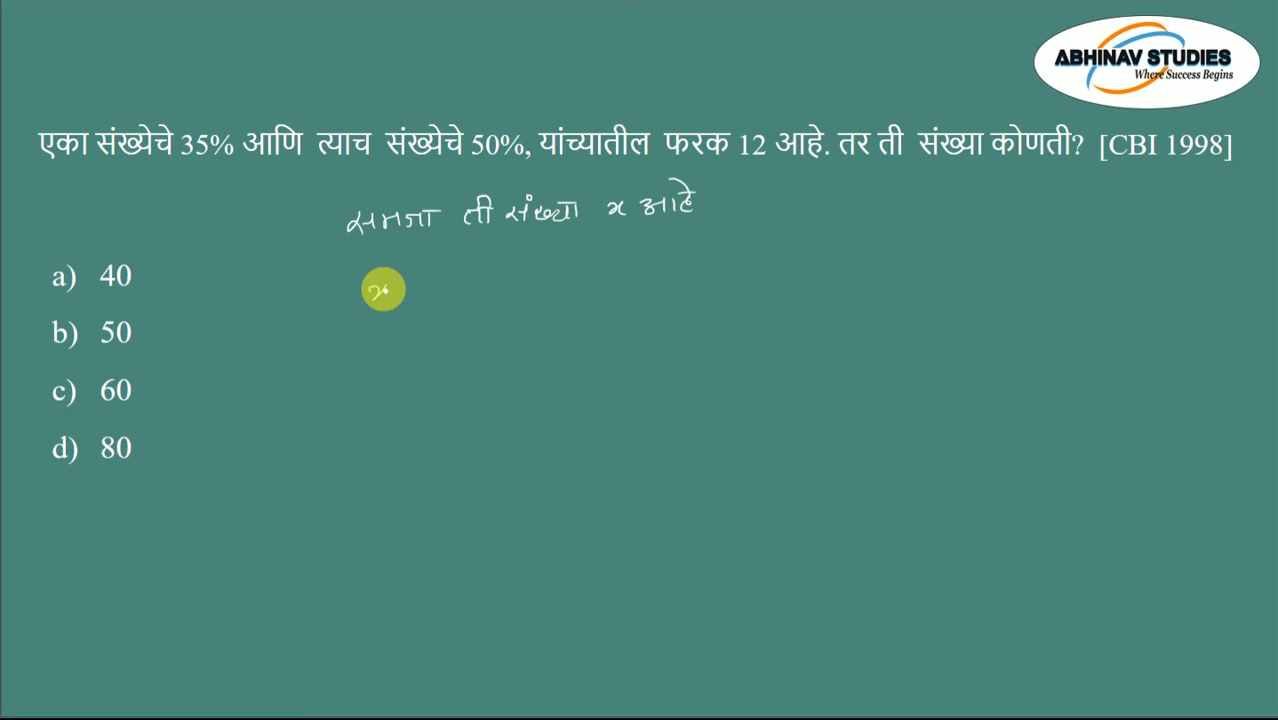 ABHINAV STUDIES
Where Success Begins
एका संख्येचे 35% आणि त्याच संख्येचे 50%, यांच्यातील फरक 12 आहे. तर ती संख्या कोणती? [CBI 1998]
समजा ती संख्या x आहे
a) 40
x
b) 50
c) 60
d) 80